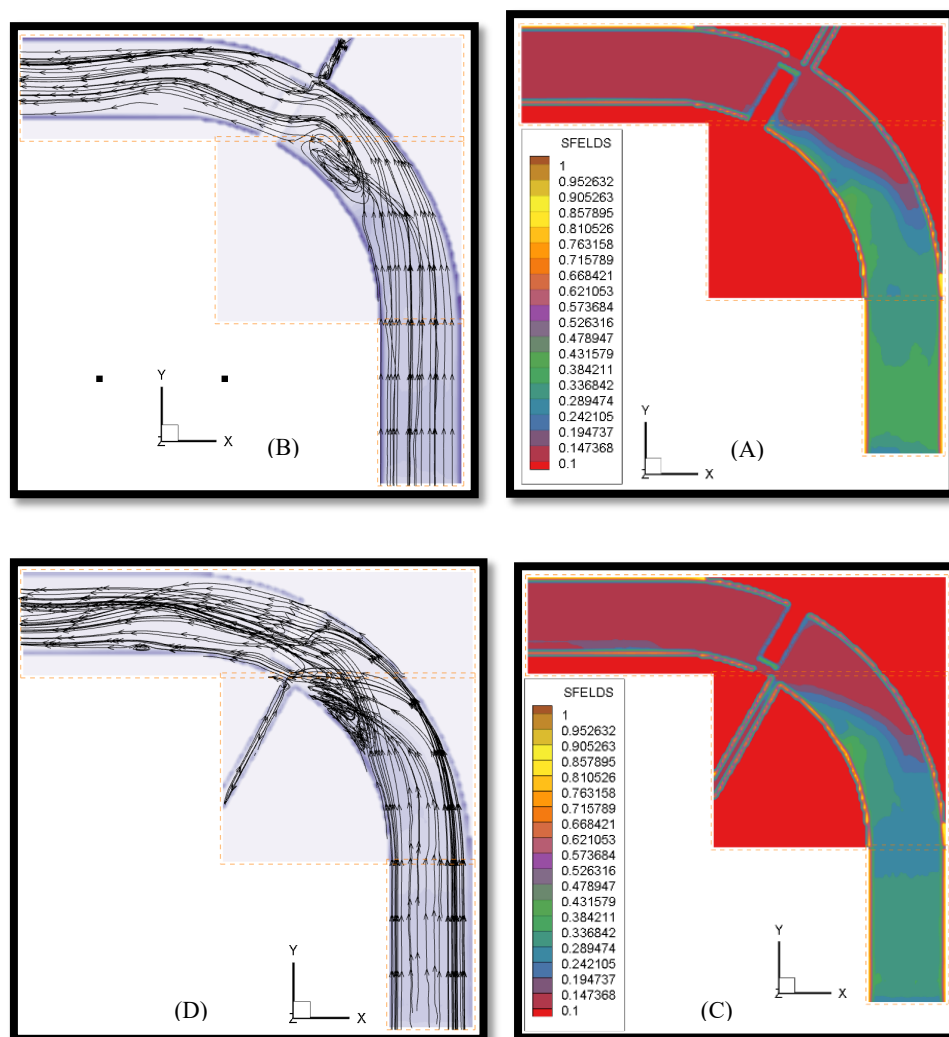 Y
Z
X
(B)
SFELDS
1
0.952632
0.905263
0.857895
0.810526
0.763158
0.715789
0.668421
0.621053
0.573684
0.526316
0.478947
0.431579
0.384211
0.336842
0.289474
0.242105
0.194737
0.147368
0.1
Y
Z
X
(A)
Y
Z
X
(D)
SFELDS
1
0.952632
0.905263
0.857895
0.810526
0.763158
0.715789
0.668421
0.621053
0.573684
0.526316
0.478947
0.431579
0.384211
0.336842
0.289474
0.242105
0.194737
0.147368
0.1
Y
Z
X
(C)